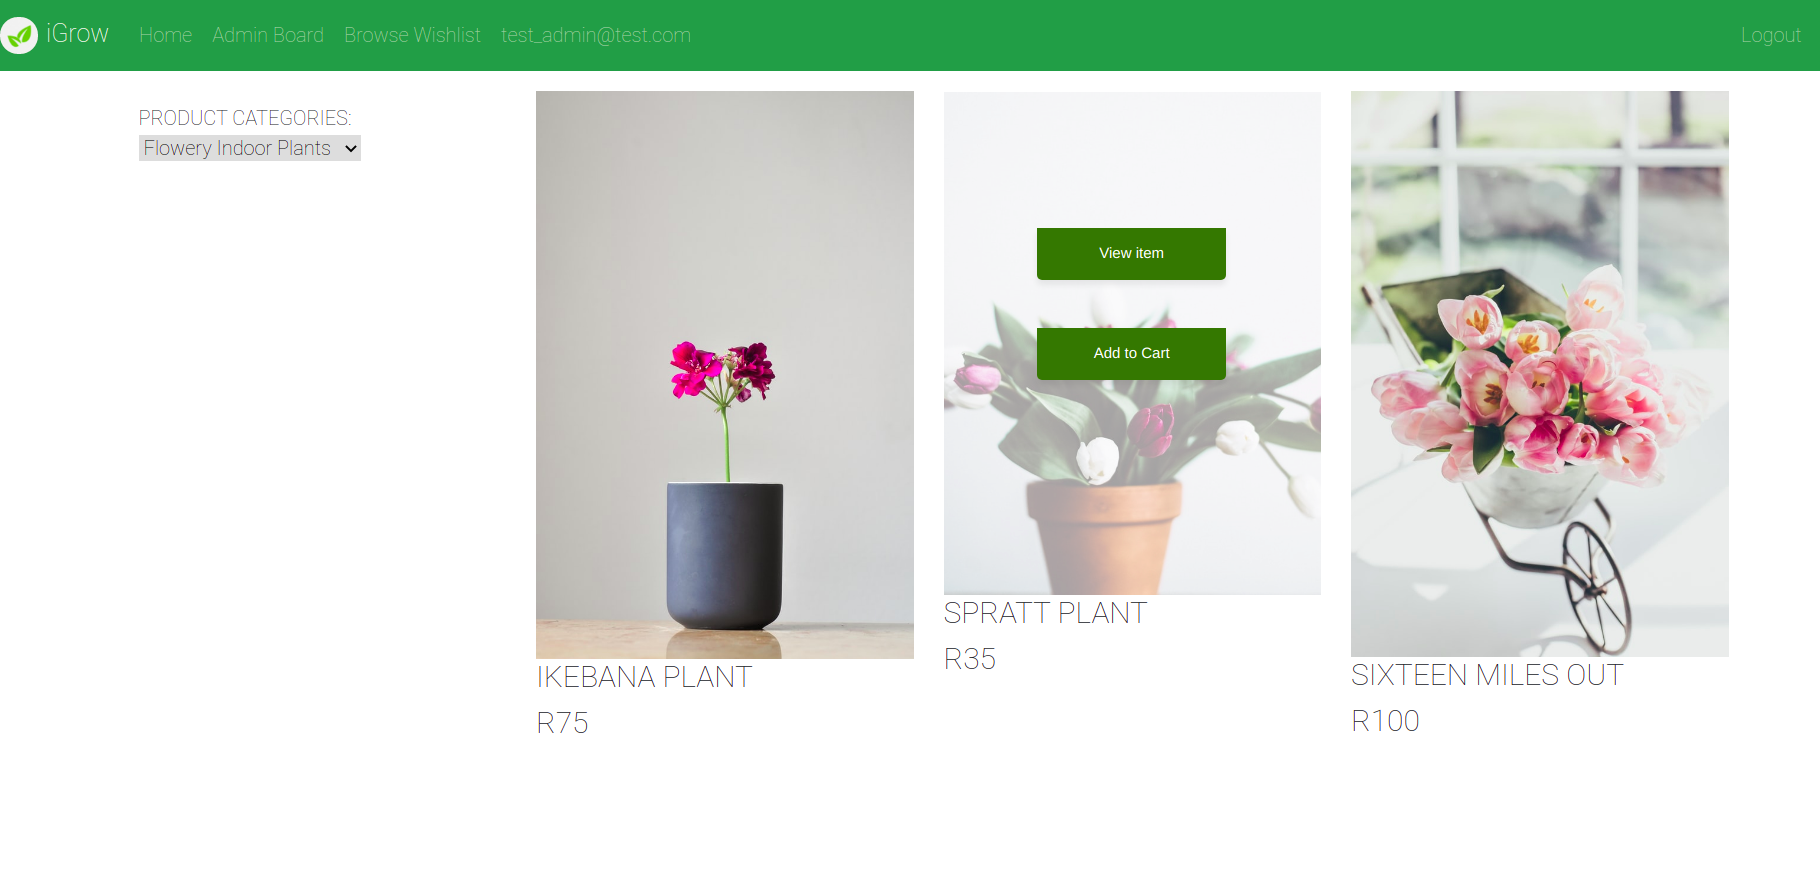 iGrow Home Admin Board Browse Wishlist test_admin@test.com Logout
PRODUCT CATEGORIES:
Flowery Indoor Plants
IKEBANA PLANT
R75
View item
Add to Cart
SPRATT PLANT
R35
SIXTEEN MILES OUT
R100